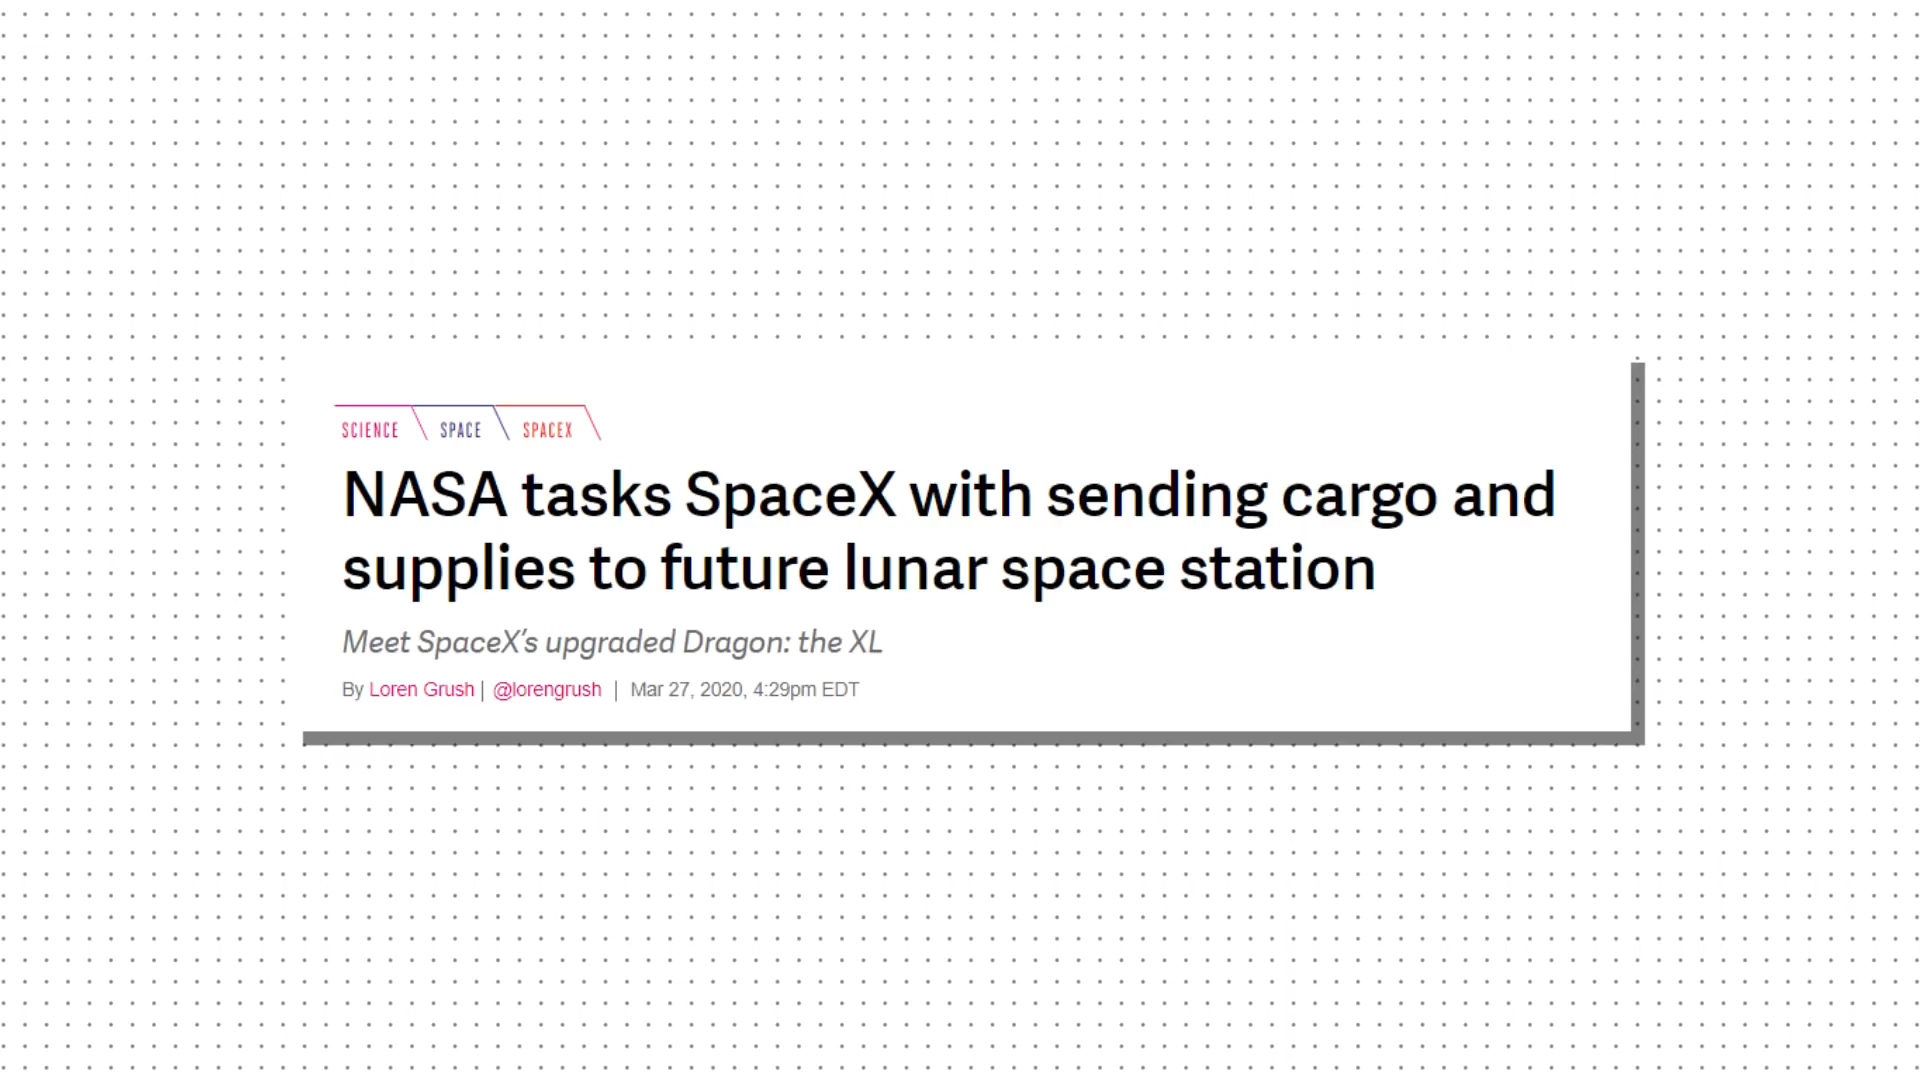 SCIENCE SPACE SPACEX
NASA tasks SpaceX with sending cargo and
supplies to future lunar space station
Meet SpaceX’s upgraded Dragon: the XL
By Loren Grush | @lorengrush | Mar 27, 2020, 4:29pm EDT